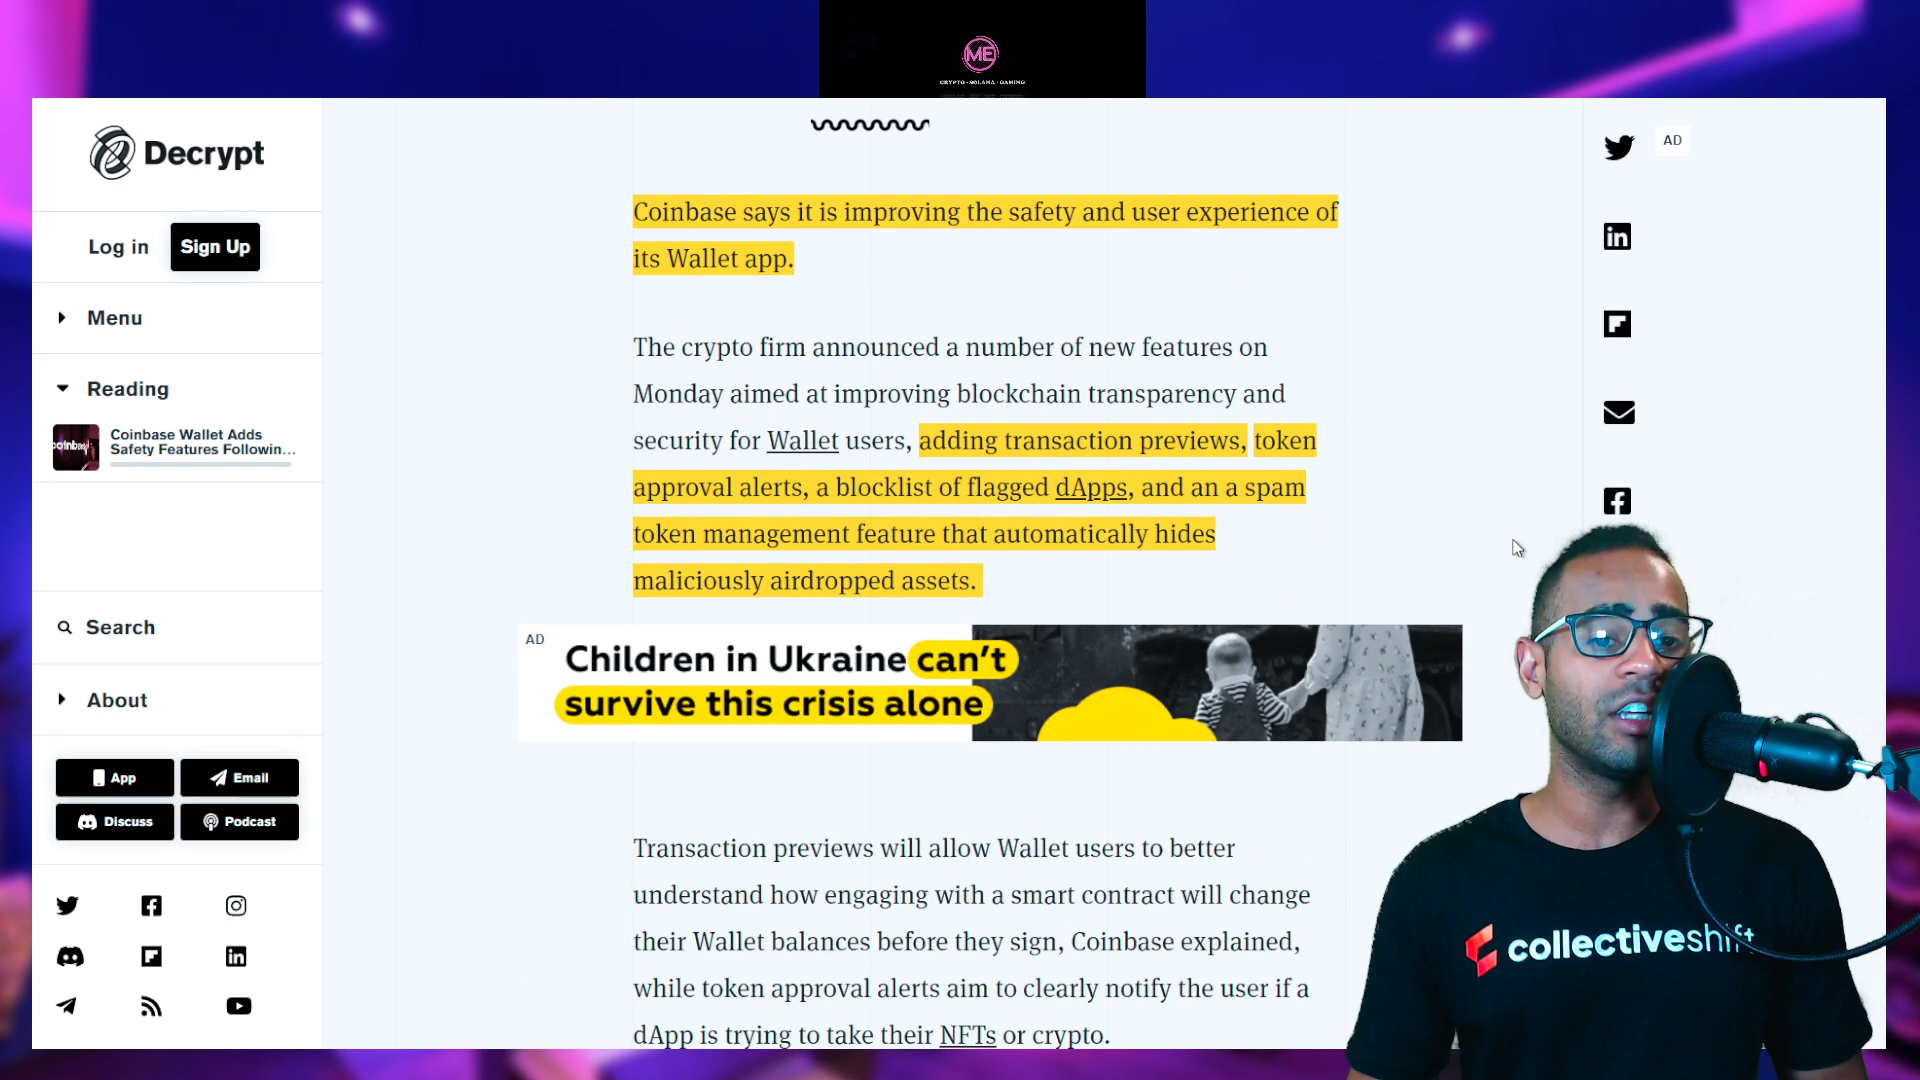 ME
CRYPTO • SOLANA • GAMING
Decrypt
Log in
Sign Up
Menu
Reading
coinbase
Coinbase Wallet Adds
Safety Features Followin...
Search
About
App
Email
Discuss
Podcast
Coinbase says it is improving the safety and user experience of
its Wallet app.
The crypto firm announced a number of new features on
Monday aimed at improving blockchain transparency and
security for Wallet users, adding transaction previews, token
approval alerts, a blocklist of flagged dApps, and an a spam
token management feature that automatically hides
maliciously airdropped assets.
AD
Children in Ukraine can't
survive this crisis alone
Transaction previews will allow Wallet users to better
understand how engaging with a smart contract will change
their Wallet balances before they sign, Coinbase explained,
while token approval alerts aim to clearly notify the user if a
dApp is trying to take their NFTs or crypto.
AD
collectiveshift